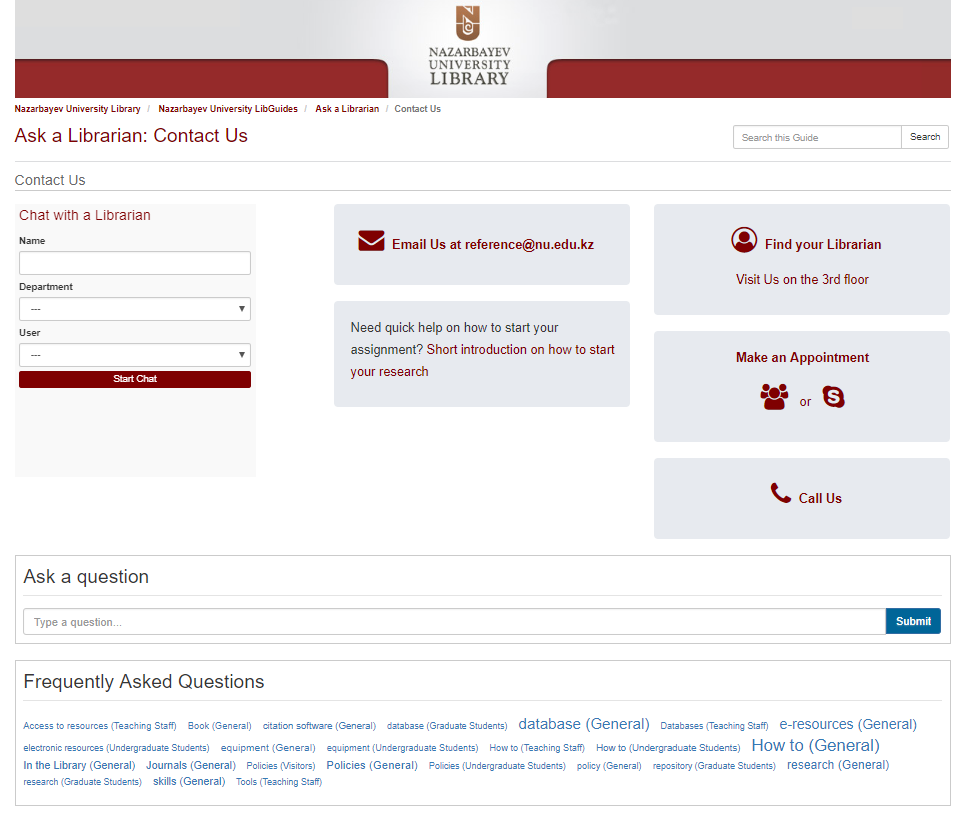 NAZARBAYEV
UNIVERSITY
LIBRARY
Nazarbayev University Library / Nazarbayev University LibGuides / Ask a Librarian / Contact Us
Ask a Librarian: Contact Us
Search this Guide Search
Contact Us
Chat with a Librarian
Name
Department
---
User
---
Start Chat
Email Us at reference@nu.edu.kz
Need quick help on how to start your
assignment? Short introduction on how to start
your research
Find your Librarian
Visit Us on the 3rd floor
Make an Appointment
or
Call Us
Ask a question
Type a question... Submit
Frequently Asked Questions
Access to resources (Teaching Staff) Book (General) citation software (General) database (Graduate Students) database (General) Databases (Teaching Staff) e-resources (General)
electronic resources (Undergraduate Students) equipment (General) equipment (Undergraduate Students) How to (Teaching Staff) How to (Undergraduate Students) How to (General)
In the Library (General) Journals (General) Policies (Visitors) Policies (General) Policies (Undergraduate Students) policy (General) repository (Graduate Students) research (General)
research (Graduate Students) skills (General) Tools (Teaching Staff)